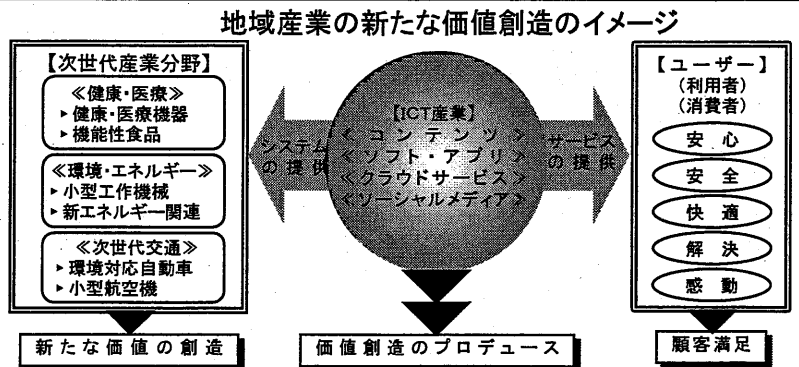 地域産業の新たな価値創造のイメージ
【次世代産業分野】
≪健康・医療≫
▸ 健康・医療機器
▸ 機能性食品
≪環境・エネルギー≫
▸ 小型工作機械
▸ 新エネルギー関連
≪次世代交通≫
▸ 環境対応自動車
▸ 小型航空機
新たな価値の創造
システム
の提供
【ICT産業】
≪コンテンツ≫
≪ソフト・アプリ≫
≪クラウドサービス≫
≪ソーシャルメディア≫
サービス
の提供
価値創造のプロデュース
【ユーザー】
(利用者)
(消費者)
安心
安全
快適
解決
感動
顧客満足